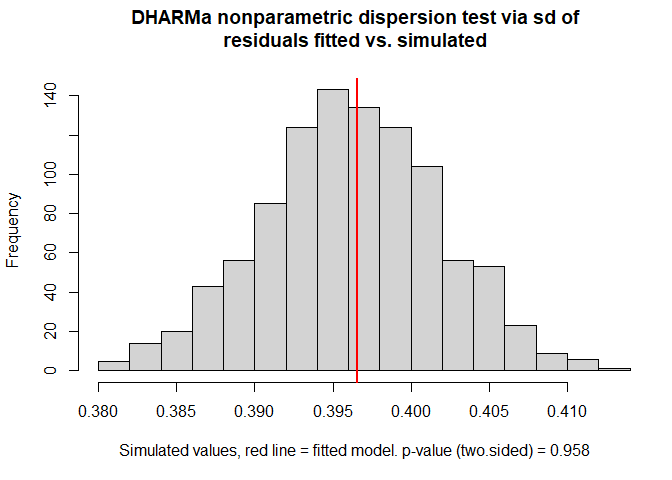 DHARMa nonparametric dispersion test via sd of
residuals fitted vs. simulated
Frequency
140
100
80
60
40
20
0
0.380 0.385 0.390 0.395 0.400 0.405 0.410
Simulated values, red line = fitted model. p-value (two.sided) = 0.958